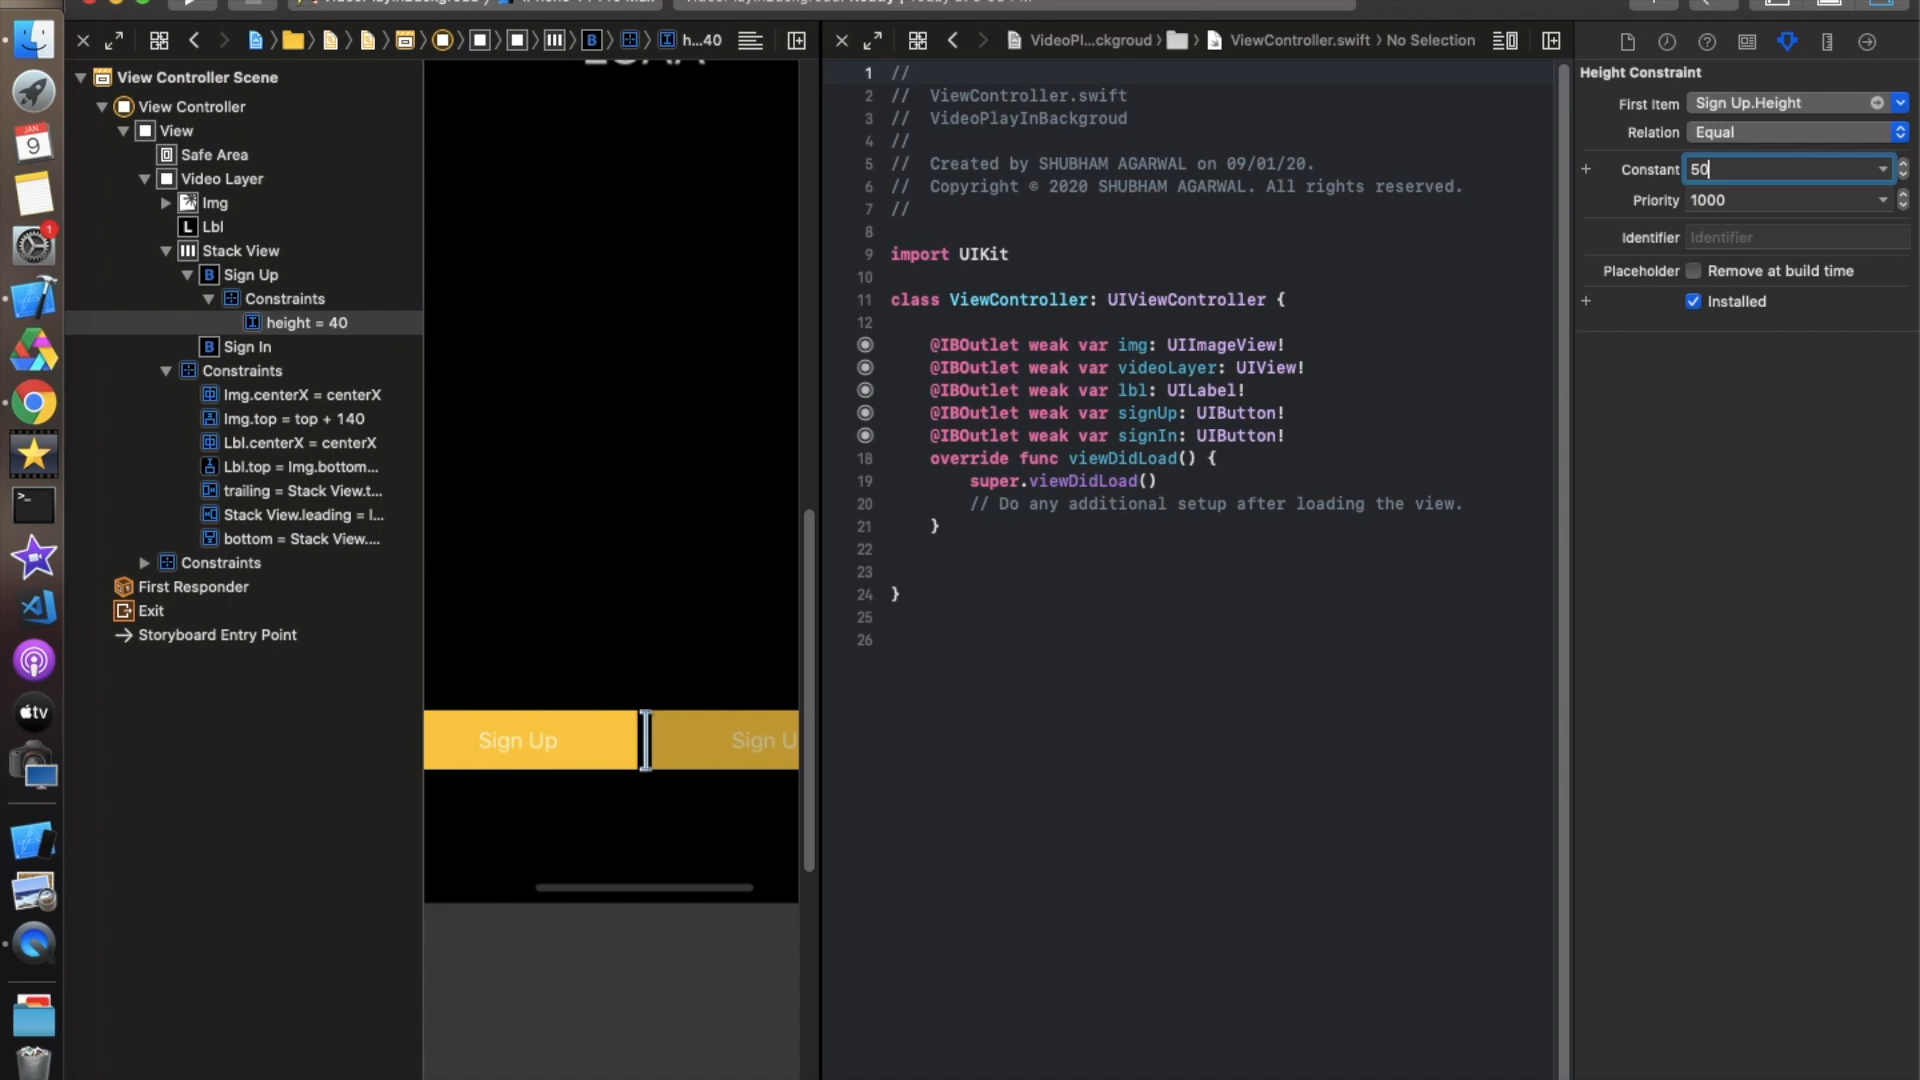 h...40
VideoPl...ckgroud
ViewController.swift
No Selection
View Controller Scene
View Controller
View
Safe Area
Video Layer
Img
L Lbl
Stack View
B Sign Up
Constraints
height = 40
B Sign In
Constraints
Img.centerX = centerX
Img.top = top + 140
Lbl.centerX = centerX
Lbl.top = Img.bottom...
trailing = Stack View.t...
Stack View.leading = l...
bottom = Stack View....
Constraints
First Responder
Exit
Storyboard Entry Point
Sign Up
Sign U
1 //
2 // ViewController.swift
3 // VideoPlayInBackgroud
4 //
5 // Created by SHUBHAM AGARWAL on 09/01/20.
6 // Copyright © 2020 SHUBHAM AGARWAL. All rights reserved.
7 //
8
9 import UIKit
10
11 class ViewController: UIViewController {
12
@IBOutlet weak var img: UIImageView!
@IBOutlet weak var videoLayer: UIView!
@IBOutlet weak var lbl: UILabel!
@IBOutlet weak var signUp: UIButton!
@IBOutlet weak var signIn: UIButton!
18 override func viewDidLoad() {
19 super.viewDidLoad()
20 // Do any additional setup after loading the view.
21 }
22
23
24 }
25
26
Height Constraint
First Item Sign Up.Height
Relation Equal
Constant 50
Priority 1000
Identifier Identifier
Placeholder Remove at build time
Installed
JAN
9
1
tv